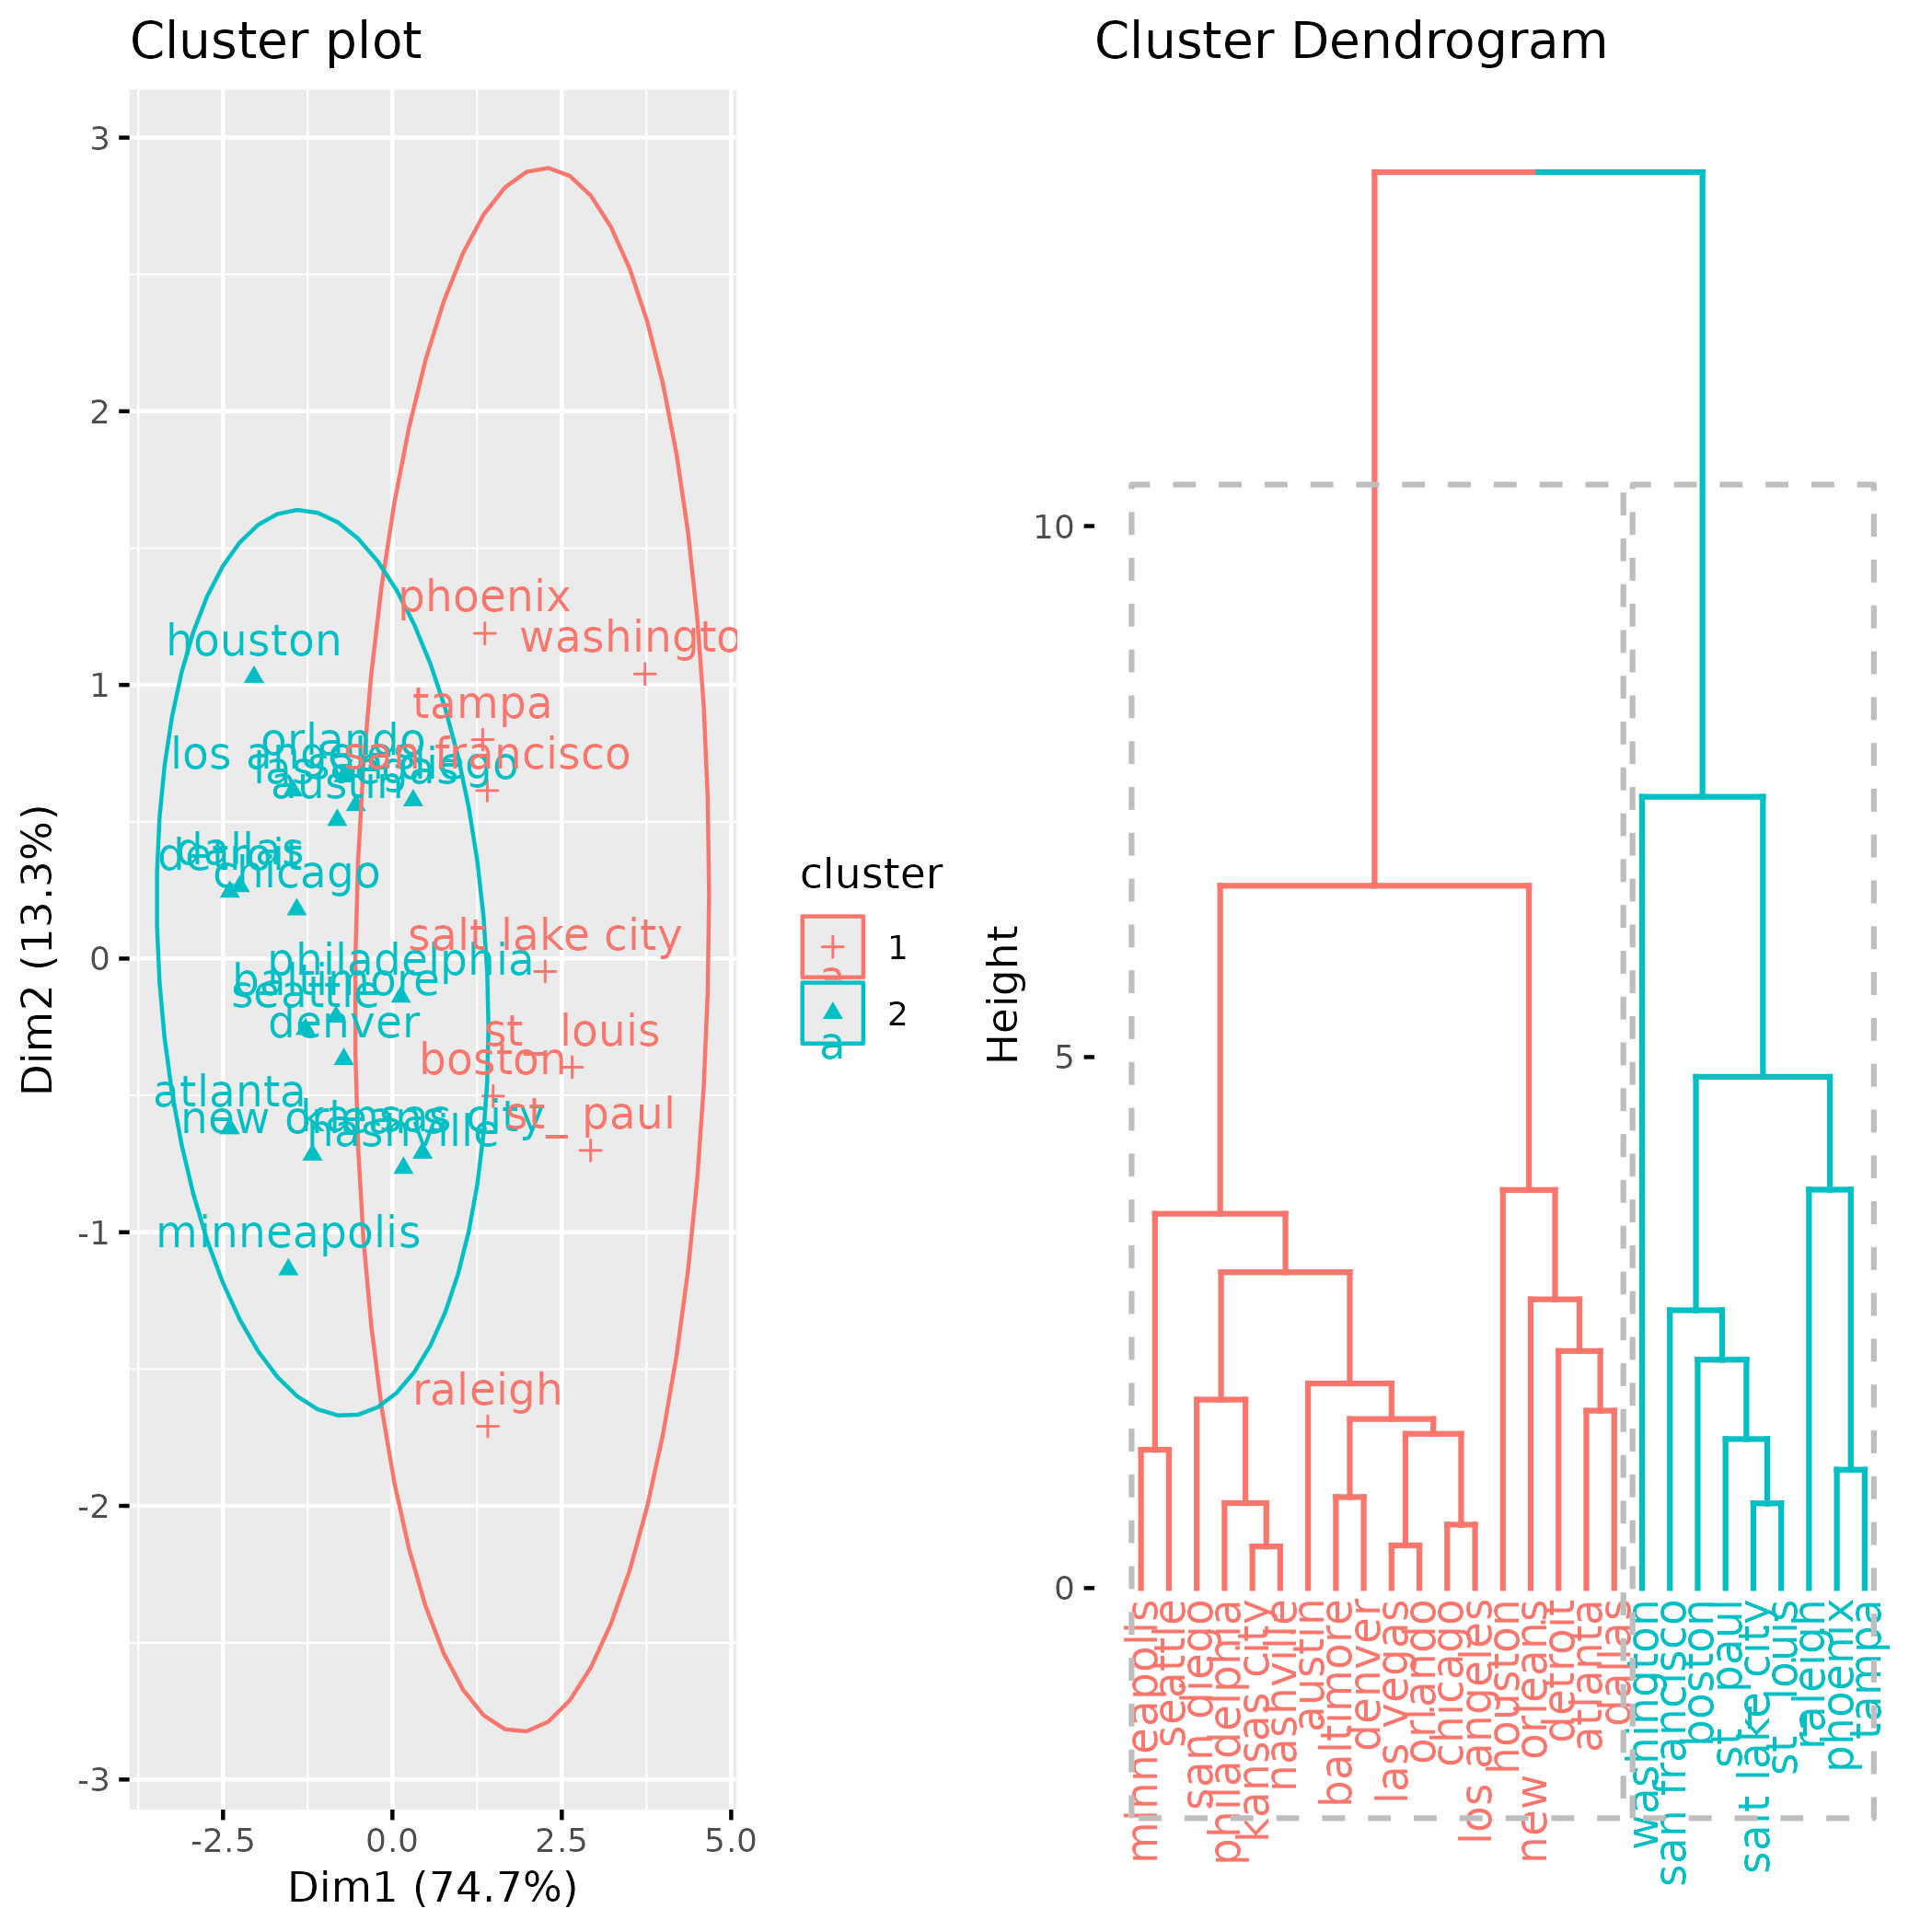 Cluster plot
Dim2 (13.3%)
3
2
1
0
-1
-2
-3
phoenix
washingto
houston
tampa
orlando
los angeles
san francisco
las vegas
san diego
austin
dallas
detroit
chicago
salt lake city
philadelphia
baltimore
seattle
denver
st_ louis
boston
atlanta
new orleans
kansas city
st_ paul
nashville
minneapolis
raleigh
-2.5
0.0
2.5
5.0
Dim1 (74.7%)
cluster
1
2
a
Cluster Dendrogram
Height
10
5
0
minneapolis
seattle
san diego
philadelphia
kansas city
nashville
austin
baltimore
denver
las vegas
orlando
chicago
los angeles
houston
new orleans
detroit
atlanta
dallas
washington
san francisco
boston
st_ paul
salt lake city
st_ louis
raleigh
phoenix
tampa